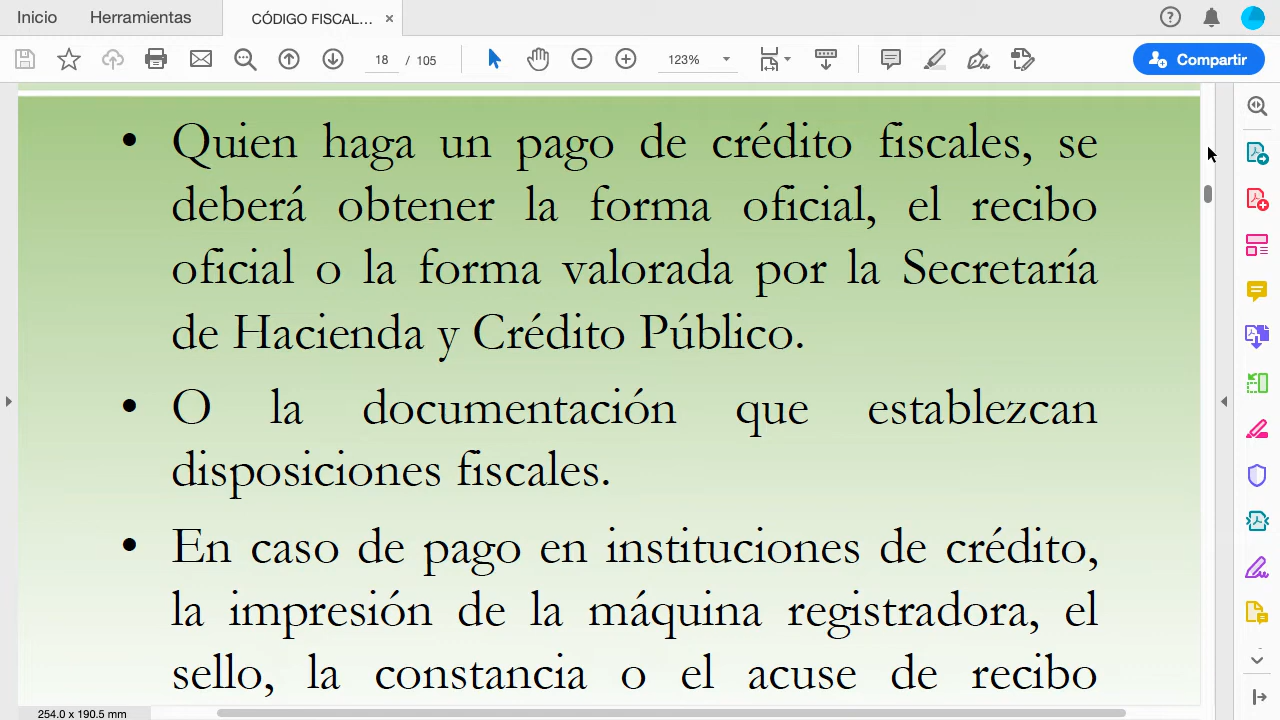 Inicio
Herramientas
CÓDIGO FISCAL...
18 / 105
123%
Compartir
• Quien haga un pago de crédito fiscales, se
deberá obtener la forma oficial, el recibo
oficial o la forma valorada por la Secretaría
de Hacienda y Crédito Público.
• O la documentación que establezcan
disposiciones fiscales.
• En caso de pago en instituciones de crédito,
la impresión de la máquina registradora, el
sello, la constancia o el acuse de recibo
254.0 x 190.5 mm